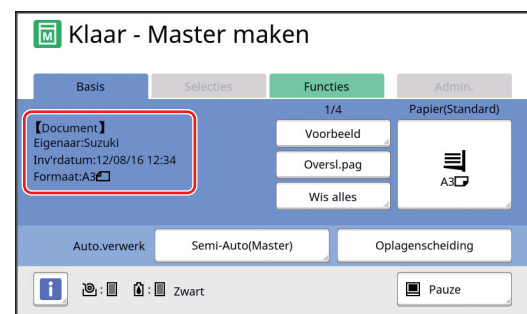 Klaar - Master maken
Basis
Selecties
Functies
Admin.
1/4
Papier(Standard)
【Document】
Eigenaar:Suzuki
Inv'rdatum:12/08/16 12:34
Formaat:A3
Voorbeeld
Oversl.pag
Wis alles
A3
Auto.verwerk
Semi-Auto(Master)
Oplagenscheiding
Zwart
Pauze